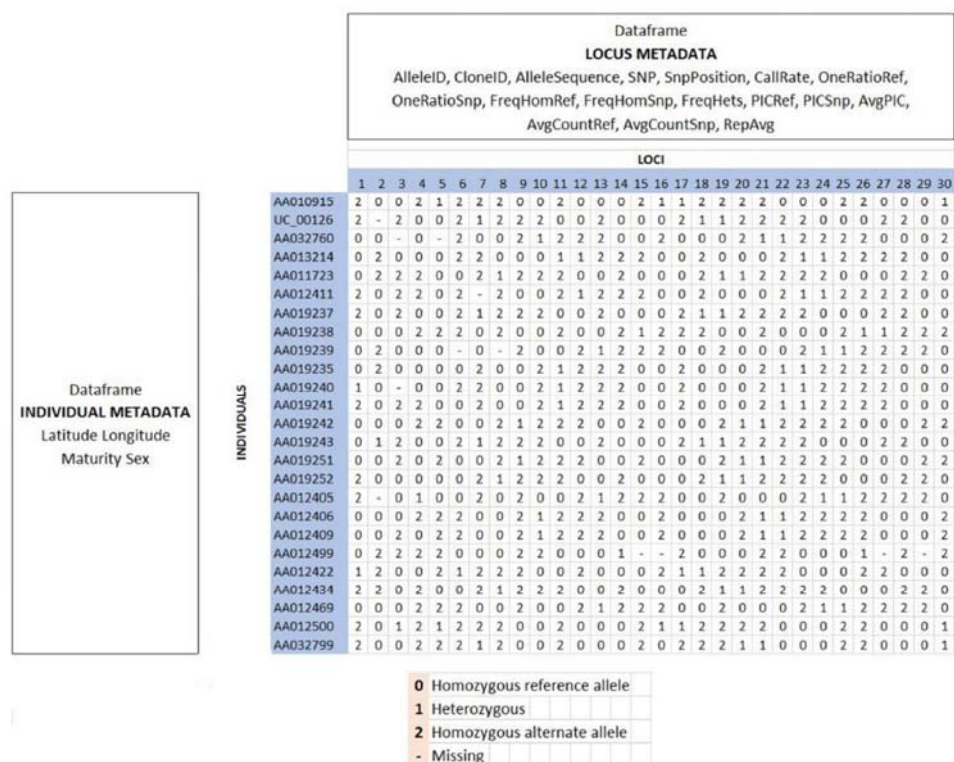 Dataframe
LOCUS METADATA
AlleleID, CloneID, AlleleSequence, SNP, SnpPosition, CallRate, OneRatioRef,
OneRatioSnp, FreqHomRef, FreqHomSnp, FreqHets, PICRef, PICSnp, AvgPIC,
AvgCountRef, AvgCountSnp, RepAvg
LOCI
1 2 3 4 5 6 7 8 9 10 11 12 13 14 15 16 17 18 19 20 21 22 23 24 25 26 27 28 29 30
Dataframe
INDIVIDUAL METADATA
Latitude Longitude
Maturity Sex
INDIVIDUALS
AA010915 2 0 0 2 1 2 2 2 0 0 2 0 0 0 2 1 1 2 2 2 2 0 0 0 2 2 0 0 0 1
UC_00126 2 - 2 0 0 2 1 2 2 2 0 0 2 0 0 0 2 1 1 2 2 2 2 0 0 0 2 2 0 0
AA032760 0 0 - 0 - 2 0 0 2 1 2 2 2 0 0 2 0 0 0 2 1 1 2 2 2 2 0 0 0 2
AA013214 0 2 0 0 0 2 2 0 0 0 1 1 2 2 2 0 0 2 0 0 0 2 1 1 2 2 2 2 0 0
AA011723 0 2 2 2 0 0 2 1 2 2 2 0 0 2 0 0 0 2 1 1 2 2 2 2 0 0 0 2 2 0
AA012411 2 0 2 2 0 2 - 2 0 0 2 1 2 2 2 0 0 2 0 0 0 2 1 1 2 2 2 2 0 0
AA019237 2 0 2 0 0 2 1 2 2 2 0 0 2 0 0 0 2 1 1 2 2 2 2 0 0 0 2 2 0 0
AA019238 0 0 0 2 2 2 0 2 0 0 2 0 0 2 1 2 2 2 0 0 2 0 0 0 2 1 1 2 2 2
AA019239 0 2 0 0 0 - 0 - 2 0 0 2 1 2 2 2 0 0 2 0 0 0 2 1 1 2 2 2 2 0
AA019235 0 2 0 0 0 0 2 0 0 2 1 2 2 2 0 0 2 0 0 0 2 1 1 2 2 2 2 0 0 0
AA019240 1 0 - 0 0 2 2 0 0 2 1 2 2 2 0 0 2 0 0 0 2 1 1 2 2 2 2 0 0 0
AA019241 2 0 2 2 0 0 2 0 0 2 1 2 2 2 0 0 2 0 0 0 2 1 1 2 2 2 2 0 0 0
AA019242 0 0 0 2 2 0 0 2 1 2 2 2 0 0 2 0 0 0 2 1 1 2 2 2 2 0 0 0 2 2
AA019243 0 1 2 0 0 2 1 2 2 2 0 0 2 0 0 0 2 1 1 2 2 2 2 0 0 0 2 2 0 0
AA019251 0 0 2 0 2 0 0 2 1 2 2 2 0 0 2 0 0 0 2 1 1 2 2 2 2 0 0 0 2 2
AA019252 2 0 0 0 0 0 2 1 2 2 2 0 0 2 0 0 0 2 1 1 2 2 2 2 0 0 0 2 2 0
AA012405 2 - 0 1 0 0 2 0 2 0 0 2 1 2 2 2 0 0 2 0 0 0 2 1 1 2 2 2 2 0
AA012406 0 0 0 2 2 2 0 0 2 1 2 2 2 0 0 2 0 0 0 2 1 1 2 2 2 2 0 0 0 2
AA012409 0 0 2 0 2 2 0 0 2 1 2 2 2 0 0 2 0 0 0 2 1 1 2 2 2 2 0 0 0 2
AA012499 0 2 2 2 2 0 0 0 2 2 0 0 0 1 - - 2 0 0 0 2 2 0 0 0 1 - 2 - 2
AA012422 1 2 0 0 2 1 2 2 2 0 0 2 0 0 0 2 1 1 2 2 2 2 0 0 0 2 2 0 0 0
AA012434 2 2 0 2 0 0 2 1 2 2 2 0 0 2 0 0 0 2 1 1 2 2 2 2 0 0 0 2 2 0
AA012469 0 0 0 2 2 2 0 0 2 0 0 2 1 2 2 2 0 0 2 0 0 0 2 1 1 2 2 2 2 0
AA012500 2 0 1 2 1 2 2 2 0 0 2 0 0 0 2 1 1 2 2 2 2 0 0 0 2 2 0 0 0 1
AA032799 2 0 0 2 2 2 1 2 0 0 2 0 0 0 2 0 2 2 2 1 1 0 0 0 2 2 0 0 0 1
0 Homozygous reference allele
1 Heterozygous
2 Homozygous alternate allele
- Missing